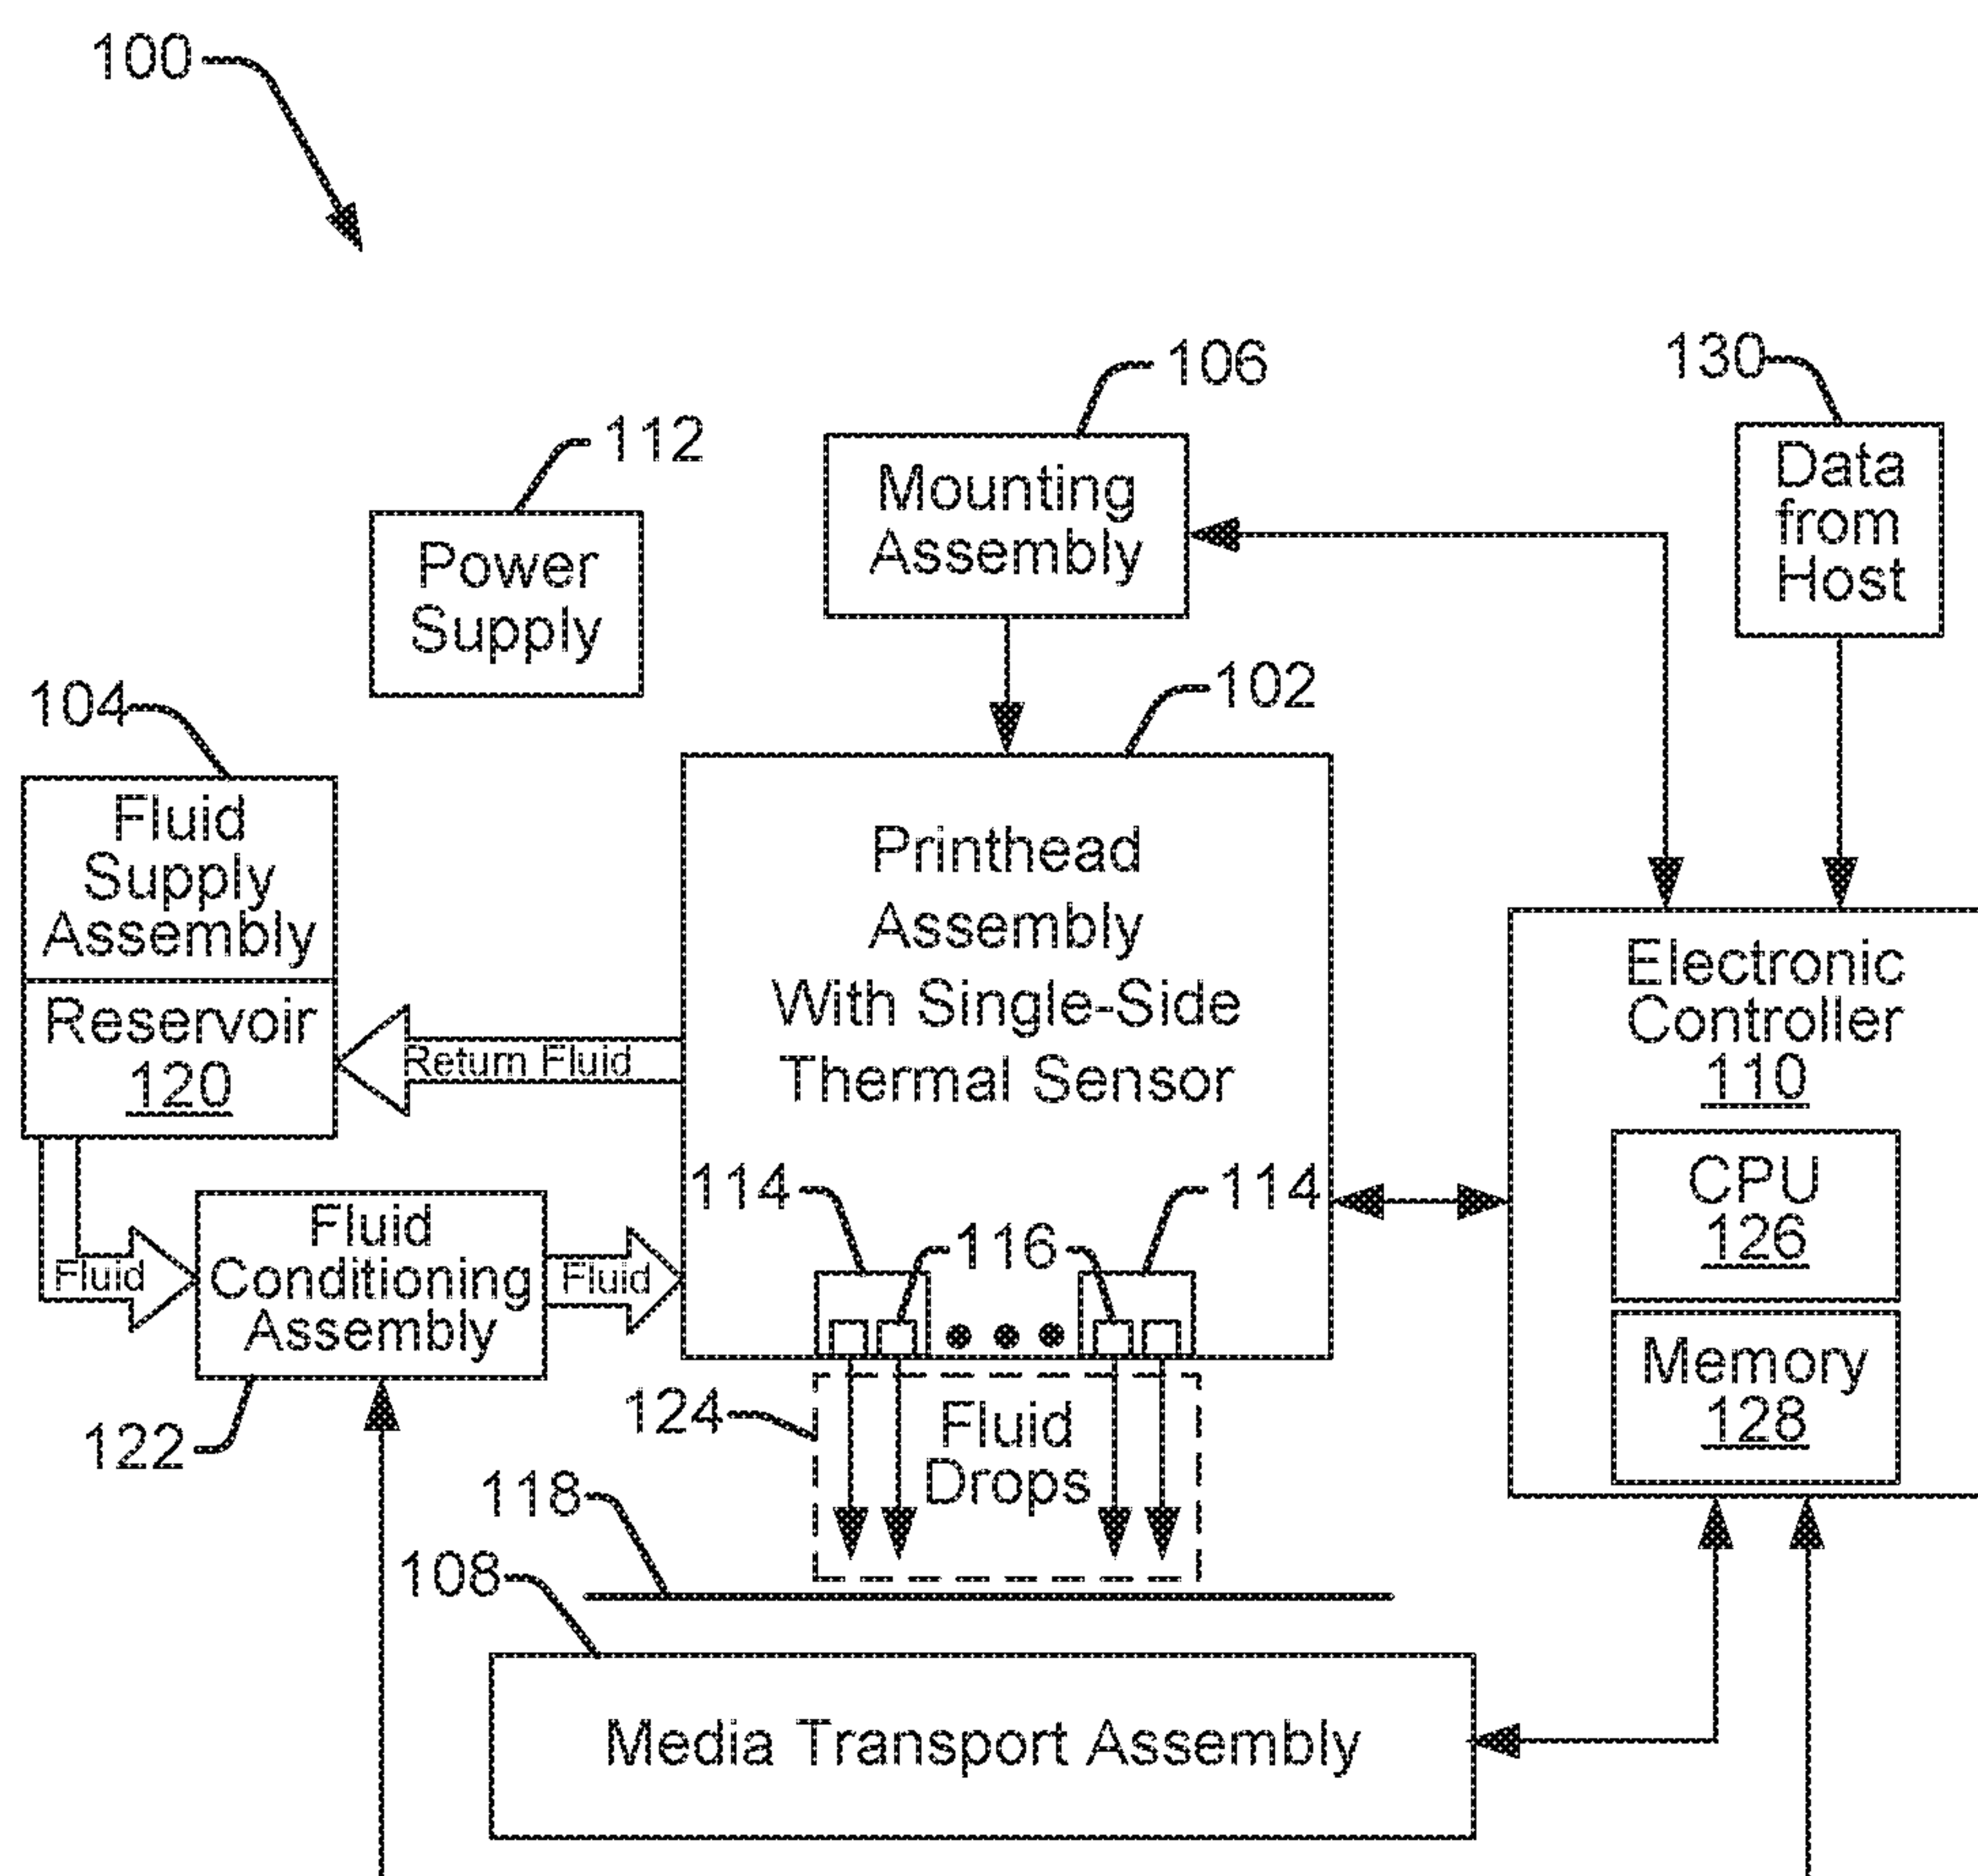 100
106
130
112
Mounting
Assembly
Data
from
Host
Power
Supply
102
104
Fluid
Supply
Assembly
Reservoir
120
Printhead
Assembly
With Single-Side
Thermal Sensor
Return Fluid
Electronic
Controller
110
CPU
126
Memory
128
114
114
116
Fluid
Fluid
Conditioning
Assembly
Fluid
122
124
Fluid
Drops
118
108
Media Transport Assembly